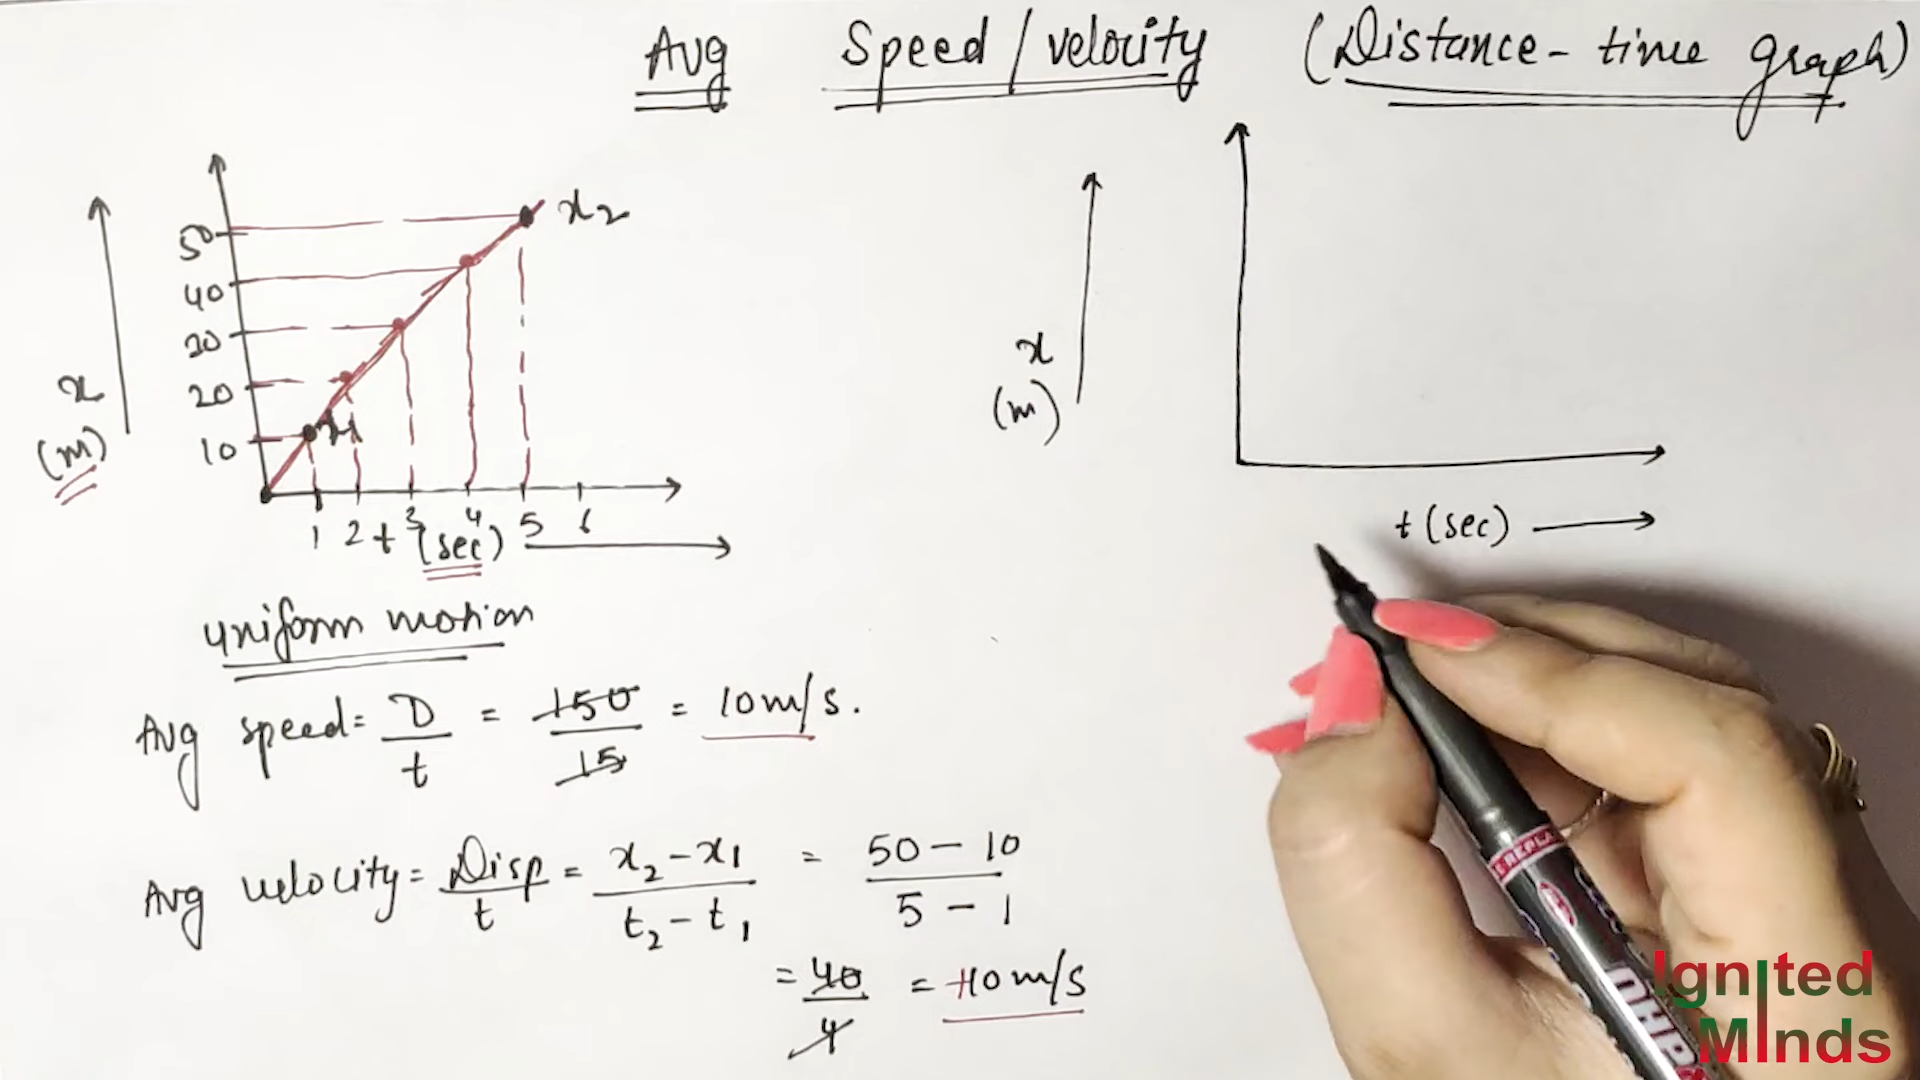 Avg Speed/velocity (Distance-time graph)
x2
50
40
30
20
10
x
(m)
x1
1 2 3 4 5 6
t (sec)
x
(m)
t (sec)
uniform motion
Avg speed = D/t = 150/15 = 10 m/s.
Avg velocity = Disp/t = x2 - x1/t2 - t1 = 50 - 10/5 - 1
= 40/4 = +10 m/s
Ignited
Minds